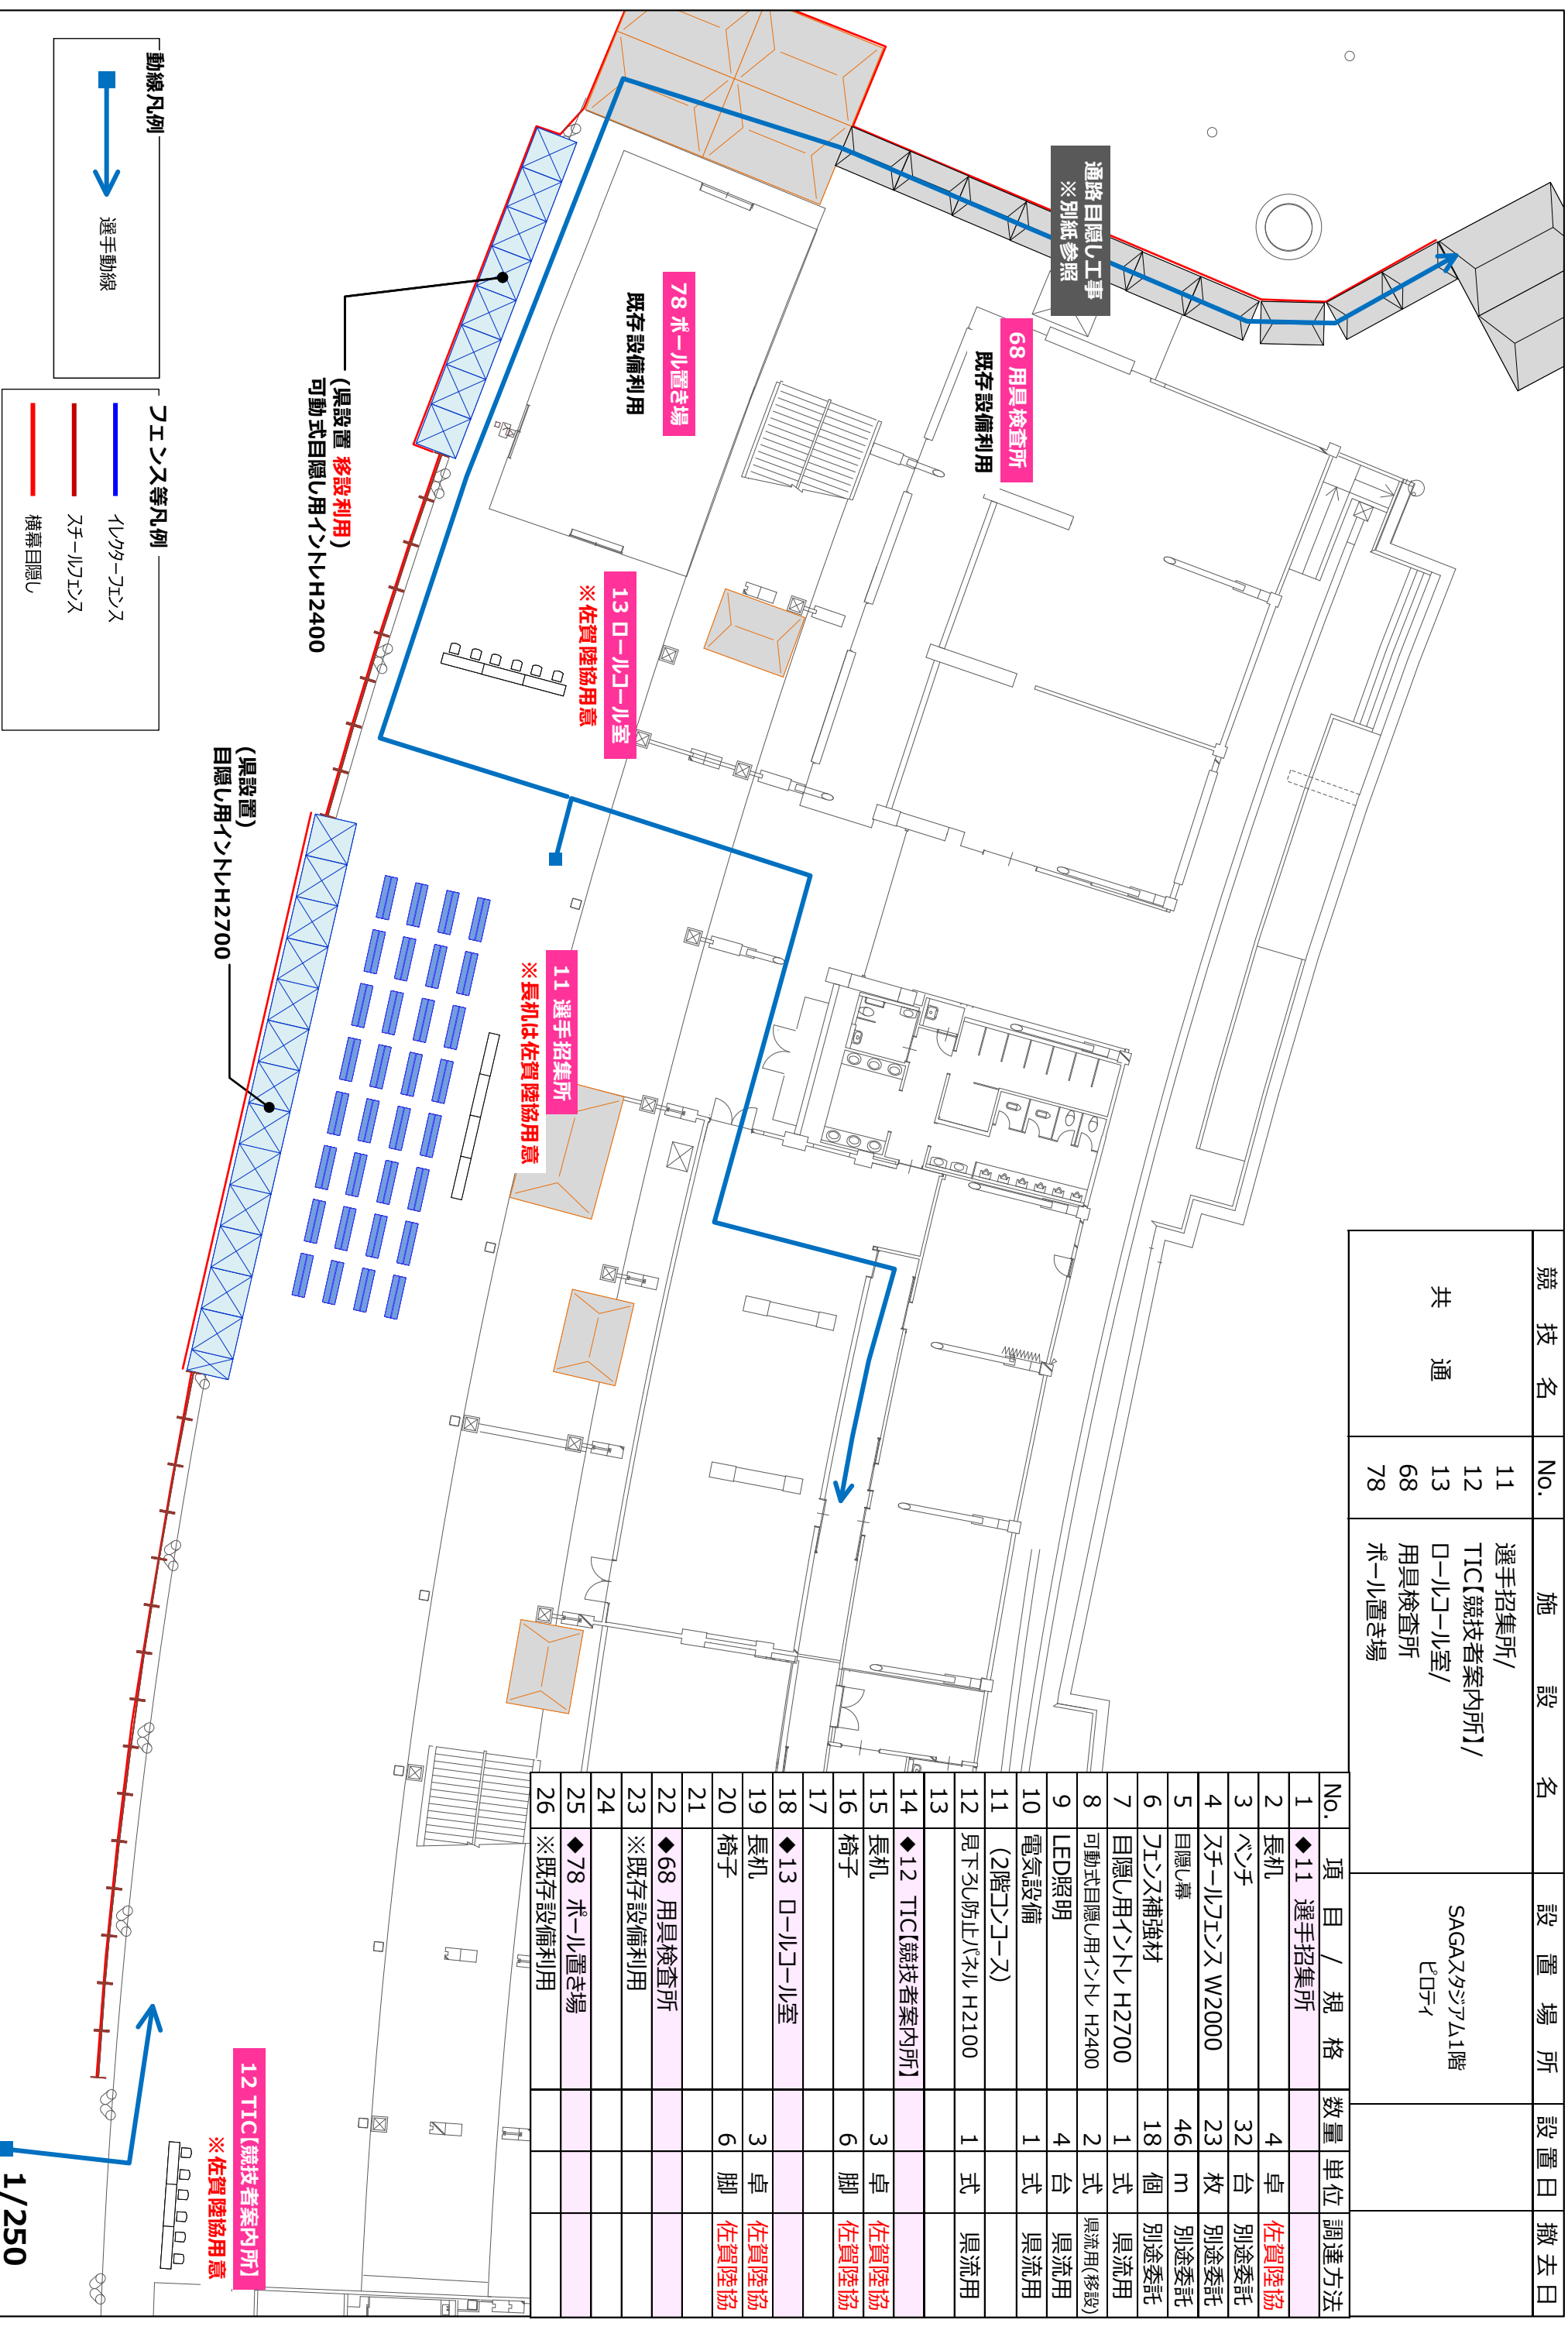 競技名 No. 施設名 設置場所 設置日 撤去日
共通
11 選手招集所/
12 TIC【競技者案内所】/
13 ロールコール室/
68 用具検査所
78 ポール置き場
SAGAスタジアム1階
ピロティ
No. 項目/規格 数量 単位 調達方法
1 ◆11 選手招集所
2 長机 4 卓 佐賀陸協
3 ベンチ 32 台 別途委託
4 スチールフェンス W2000 23 枚 別途委託
5 目隠し幕 46 m 別途委託
6 フェンス補強材 18 個 別途委託
7 目隠し用イントレ H2700 1 式 県流用
8 可動式目隠し用イントレ H2400 2 式 県流用(移設)
9 LED照明 4 台 県流用
10 電気設備 1 式 県流用
11 (2階コンコース)
12 見下ろし防止パネル H2100 1 式 県流用
13
14 ◆12 TIC【競技者案内所】
15 長机 3 卓 佐賀陸協
16 椅子 6 脚 佐賀陸協
17
18 ◆13 ロールコール室
19 長机 3 卓 佐賀陸協
20 椅子 6 脚 佐賀陸協
21
22 ◆68 用具検査所
23 ※既存設備利用
24
25 ◆78 ポール置き場
26 ※既存設備利用
通路目隠し工事
※別紙参照
68 用具検査所
既存設備利用
78 ポール置き場
既存設備利用
13 ロールコール室
※佐賀陸協用意
11 選手招集所
※長机は佐賀陸協用意
(県設置 移設利用)
可動式目隠し用イントレH2400
(県設置)
目隠し用イントレH2700
12 TIC【競技者案内所】
※佐賀陸協用意
動線凡例
選手動線
フェンス等凡例
イレクターフェンス
スチールフェンス
横幕目隠し
1/250